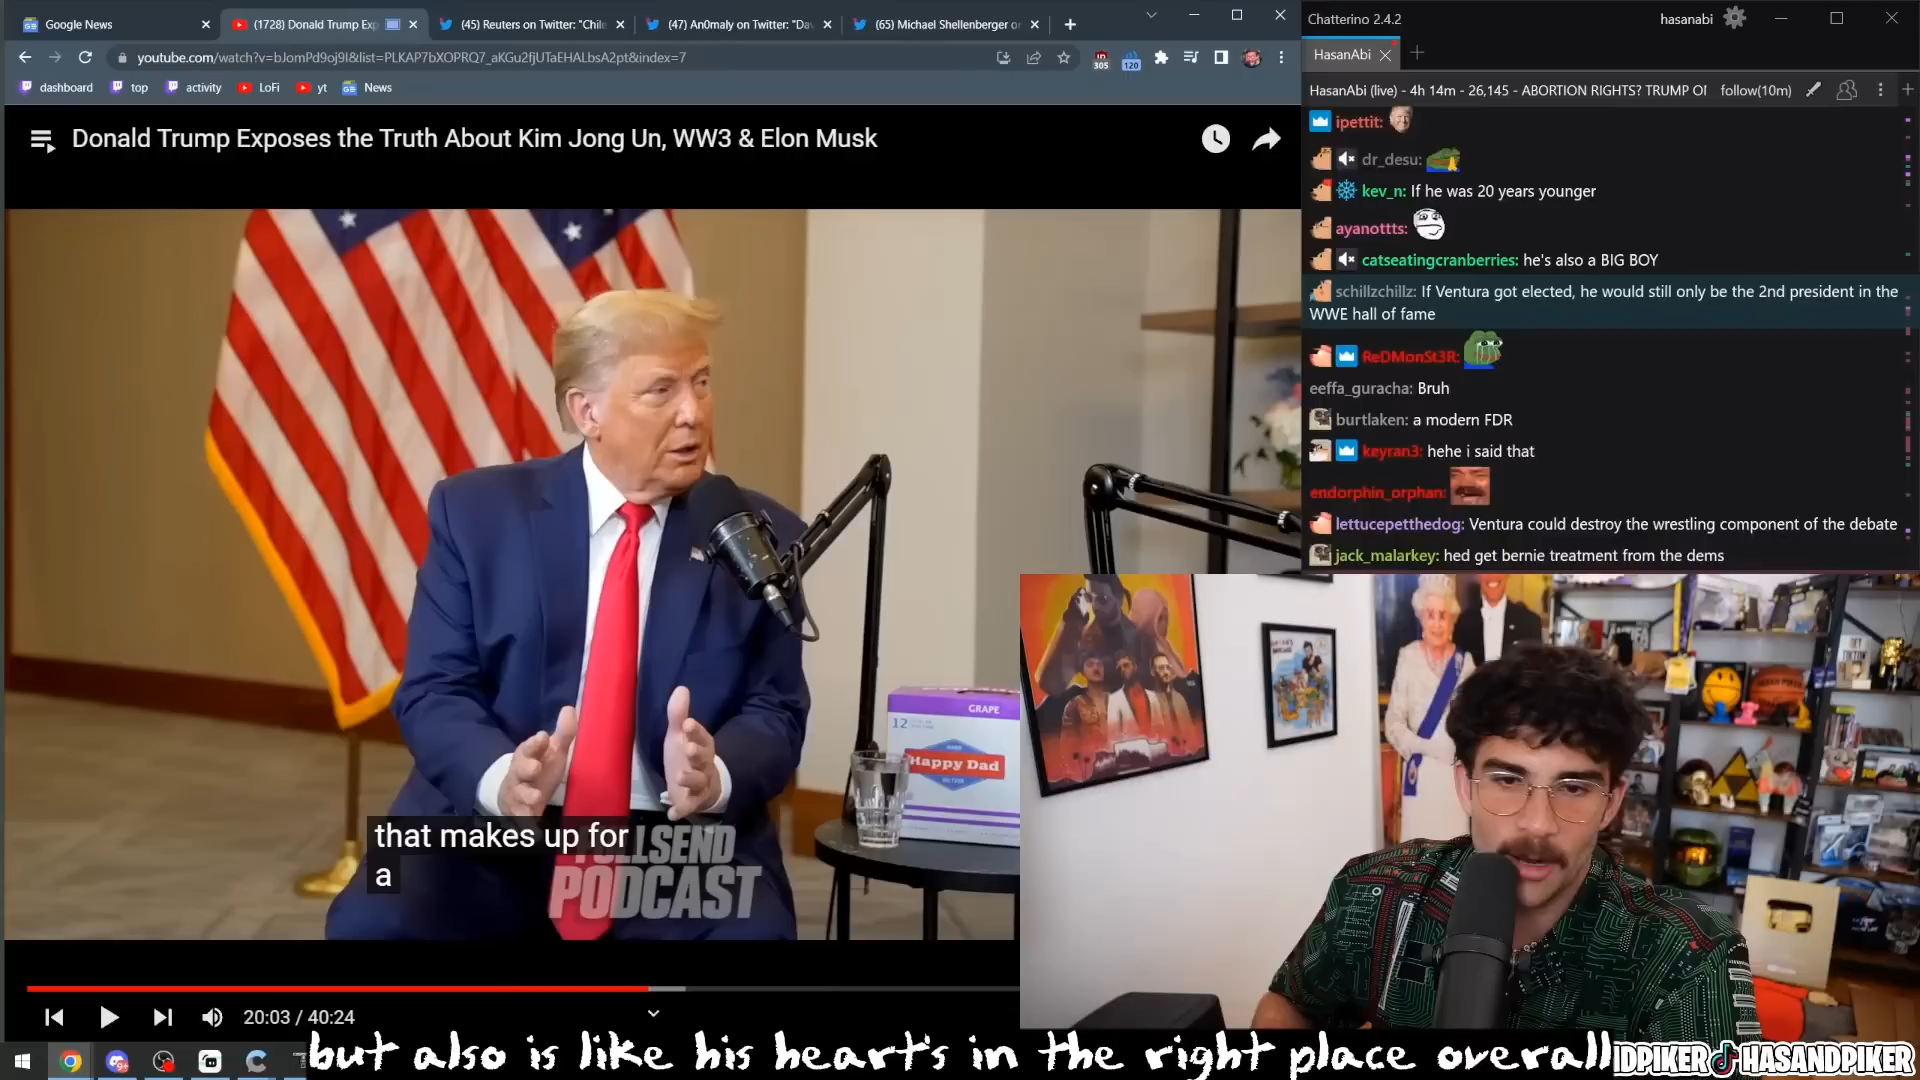 Google News
(1728) Donald Trump Exp
(45) Reuters on Twitter: "Chile
(47) An0maly on Twitter: "Dav
(65) Michael Shellenberger or
youtube.com/watch?v=bJomPd9oj9I&list=PLKAP7bXOPRQ7_aKGu2fjUTaEHALbsA2pt&index=7
305
120
dashboard
top
activity
LoFi
yt
News
Donald Trump Exposes the Truth About Kim Jong Un, WW3 & Elon Musk
GRAPE
12
Happy Dad
that makes up for
a
FULLSEND
PODCAST
20:03 / 40:24
Chatterino 2.4.2
hasanabi
HasanAbi
HasanAbi (live) - 4h 14m - 26,145 - ABORTION RIGHTS? TRUMP O
follow(10m)
ipettit:
dr_desu:
kev_n: If he was 20 years younger
ayanottts:
catseatingcranberries: he's also a BIG BOY
schillzchillz: If Ventura got elected, he would still only be the 2nd president in the
WWE hall of fame
ReDMonSt3R:
eeffa_guracha: Bruh
burtlaken: a modern FDR
keyran3: hehe i said that
endorphin_orphan:
lettucepetthedog: Ventura could destroy the wrestling component of the debate
jack_malarkey: hed get bernie treatment from the dems
but also is like his heart's in the right place overall
IDPIKER
HASANDPIKER